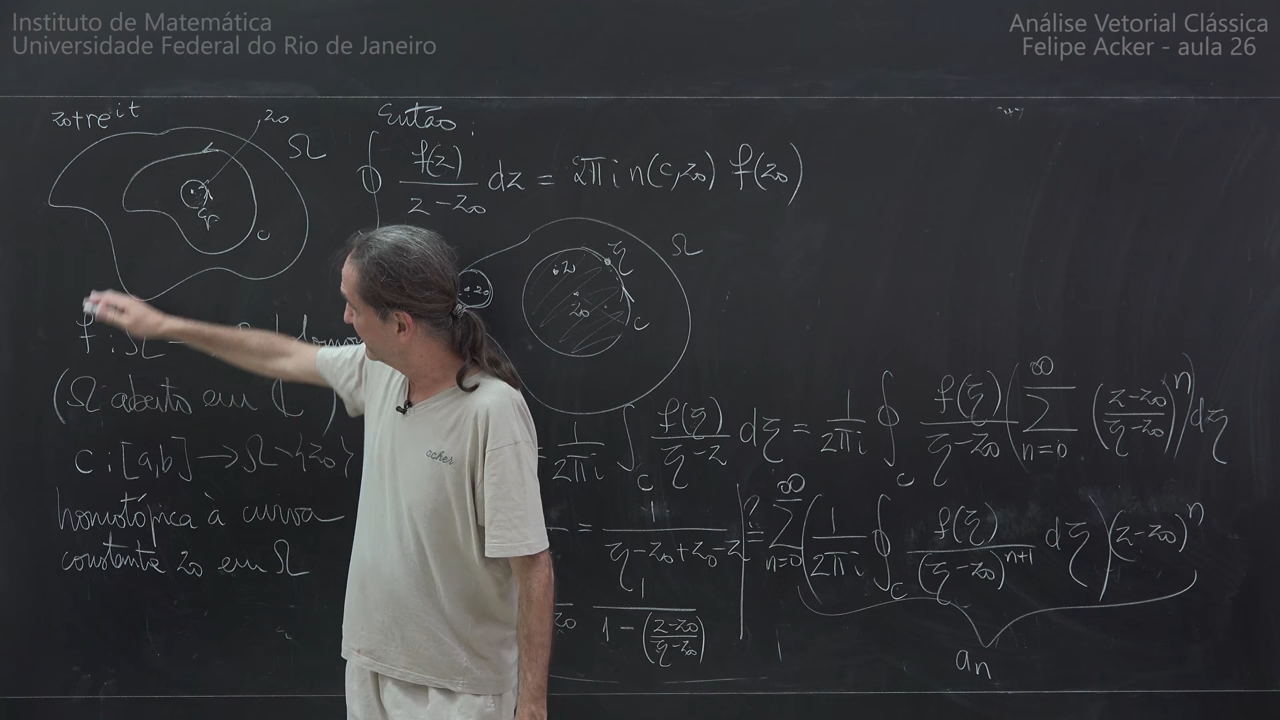 Instituto de Matemática
Universidade Federal do Rio de Janeiro
Análise Vetorial Clássica
Felipe Acker - aula 26
z₀+re^{it}
z₀
Ω
c
Então:
∮ f(z)/(z-z₀) dz = 2πi n(c,z₀) f(z₀)
Ω
ξ
z
z₀
c
z₀
f: Ω
(Ω aberto em ℂ)
c: [a,b] → Ω-{z₀}
homotópica à curva
constante z₀ em Ω
= 1/2πi ∫_C f(ξ)/(ξ-z) dξ = 1/2πi ∮_C f(ξ)/(ξ-z₀) (∑_{n=0}^∞ ((z-z₀)/(ξ-z₀))^n) dξ
= 1/(ξ-z₀+z₀-z)
?= ∑_{n=0}^∞ (1/2πi ∮_C f(ξ)/(ξ-z₀)^{n+1} dξ) (z-z₀)^n
1/(1-((z-z₀)/(ξ-z₀)))
a_n
acker